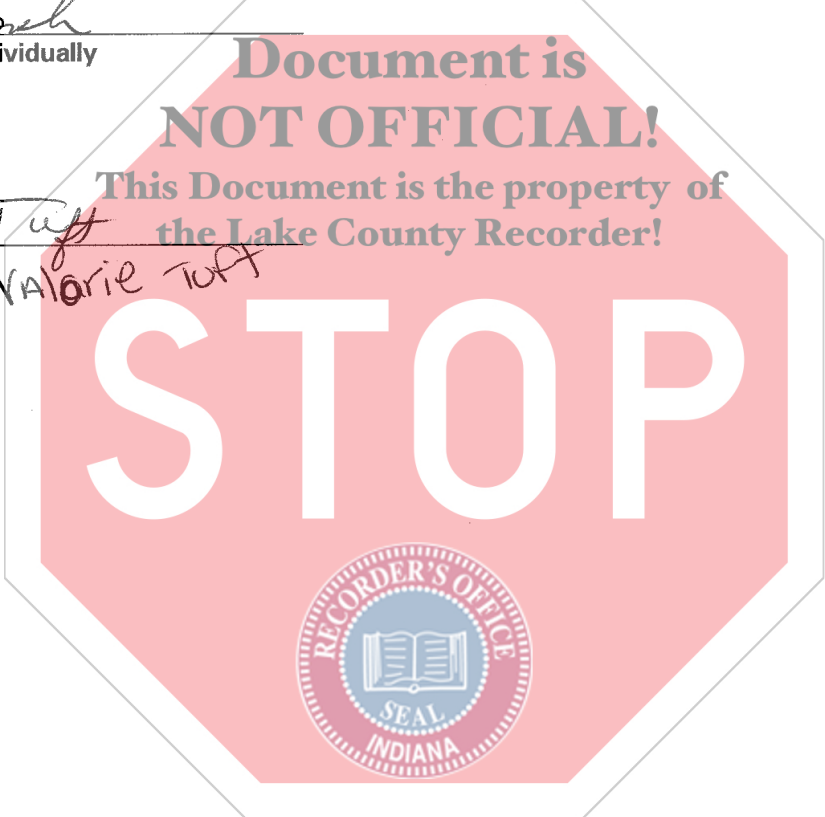 ividually
Document is
NOT OFFICIAL!
This Document is the property of
the Lake County Recorder!
Tuft
VAlarie Tuft
STOP
RECORDER'S OFFICE
SEAL
INDIANA